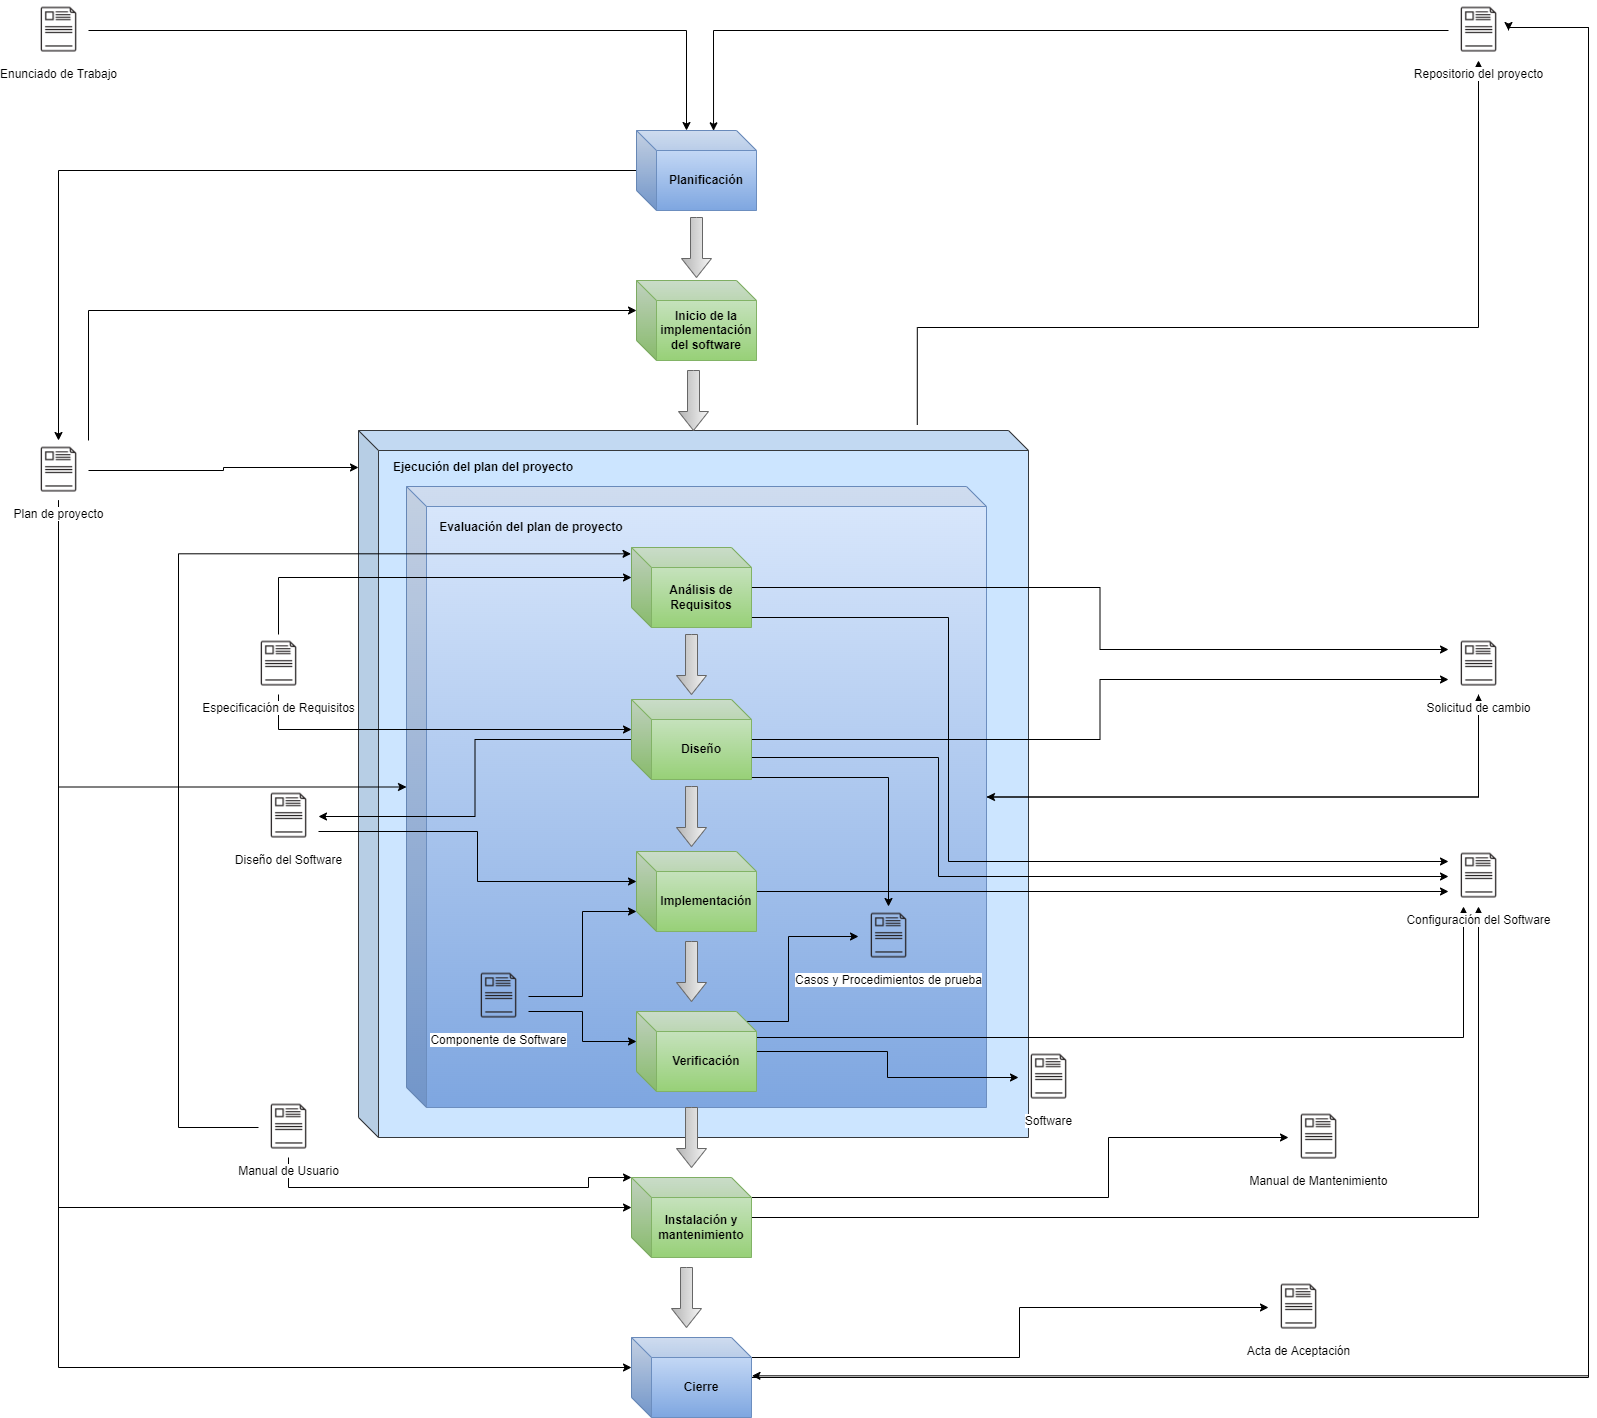 Enunciado de Trabajo
Repositorio del proyecto
Planificación
Inicio de la
implementación
del software
Ejecución del plan del proyecto
Plan de proyecto
Evaluación del plan de proyecto
Análisis de
Requisitos
Especificación de Requisitos
Solicitud de cambio
Diseño
Diseño del Software
Implementación
Configuración del Software
Casos y Procedimientos de prueba
Componente de Software
Verificación
Software
Manual de Usuario
Manual de Mantenimiento
Instalación y
mantenimiento
Acta de Aceptación
Cierre